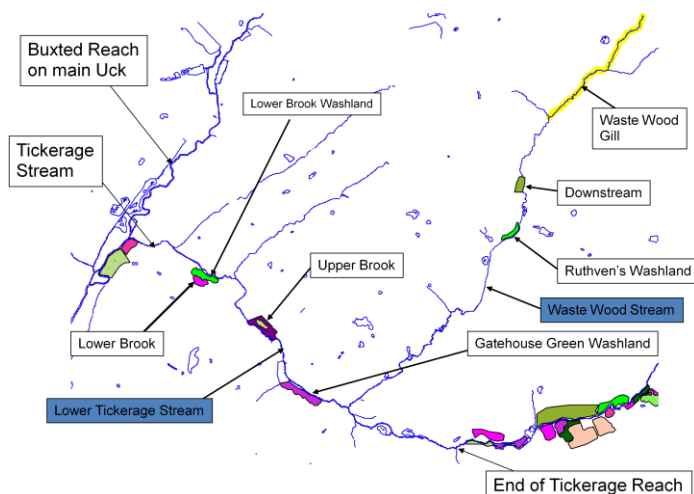 Buxted Reach
on main Uck
Lower Brook Washland
Waste Wood
Gill
Tickerage
Stream
Downstream
Upper Brook
Ruthven's Washland
Waste Wood Stream
Lower Brook
Gatehouse Green Washland
Lower Tickerage Stream
End of Tickerage Reach